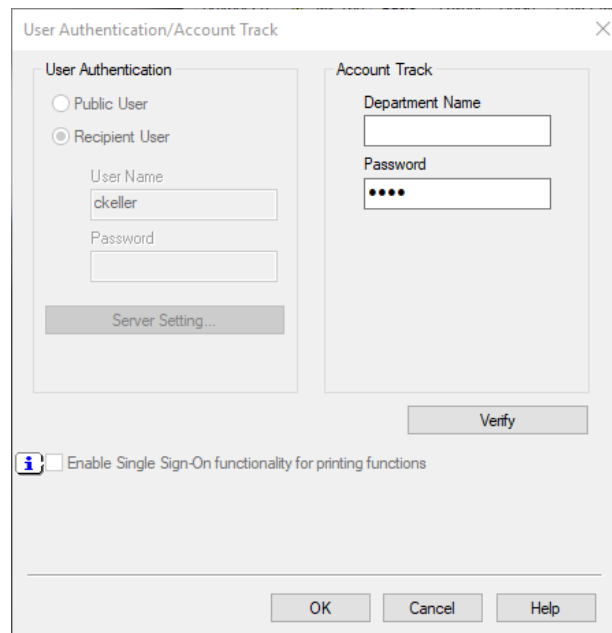 User Authentication/Account Track
User Authentication
Public User
Recipient User
User Name
ckeller
Password
Server Setting...
Account Track
Department Name
Password
••••
Verify
i
Enable Single Sign-On functionality for printing functions
OK
Cancel
Help